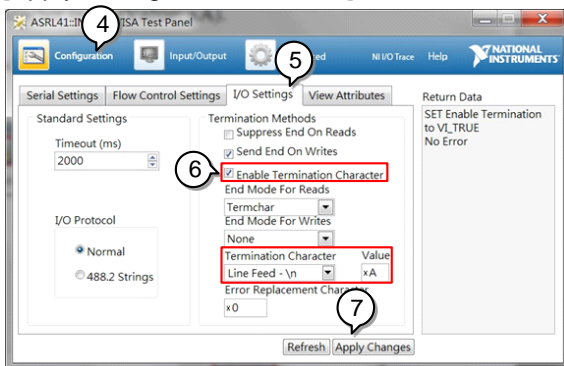 ASRL41::IN
ISA Test Panel
4
Configuration
Input/Output
5
NI I/O Trace
Help
NATIONAL
INSTRUMENTS
Serial Settings
Flow Control Settings
I/O Settings
View Attributes
Return Data
Standard Settings
Timeout (ms)
2000
I/O Protocol
Normal
488.2 Strings
Termination Methods
Suppress End On Reads
Send End On Writes
6
Enable Termination Character
End Mode For Reads
Termchar
End Mode For Writes
None
Termination Character Value
Line Feed - \n xA
Error Replacement Character
x0
7
SET Enable Termination
to VI_TRUE
No Error
Refresh
Apply Changes